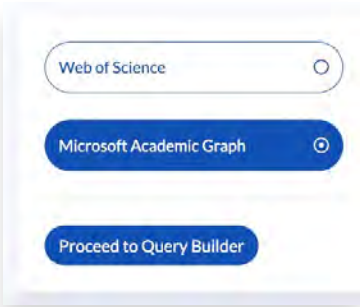 Web of Science
Microsoft Academic Graph
Proceed to Query Builder